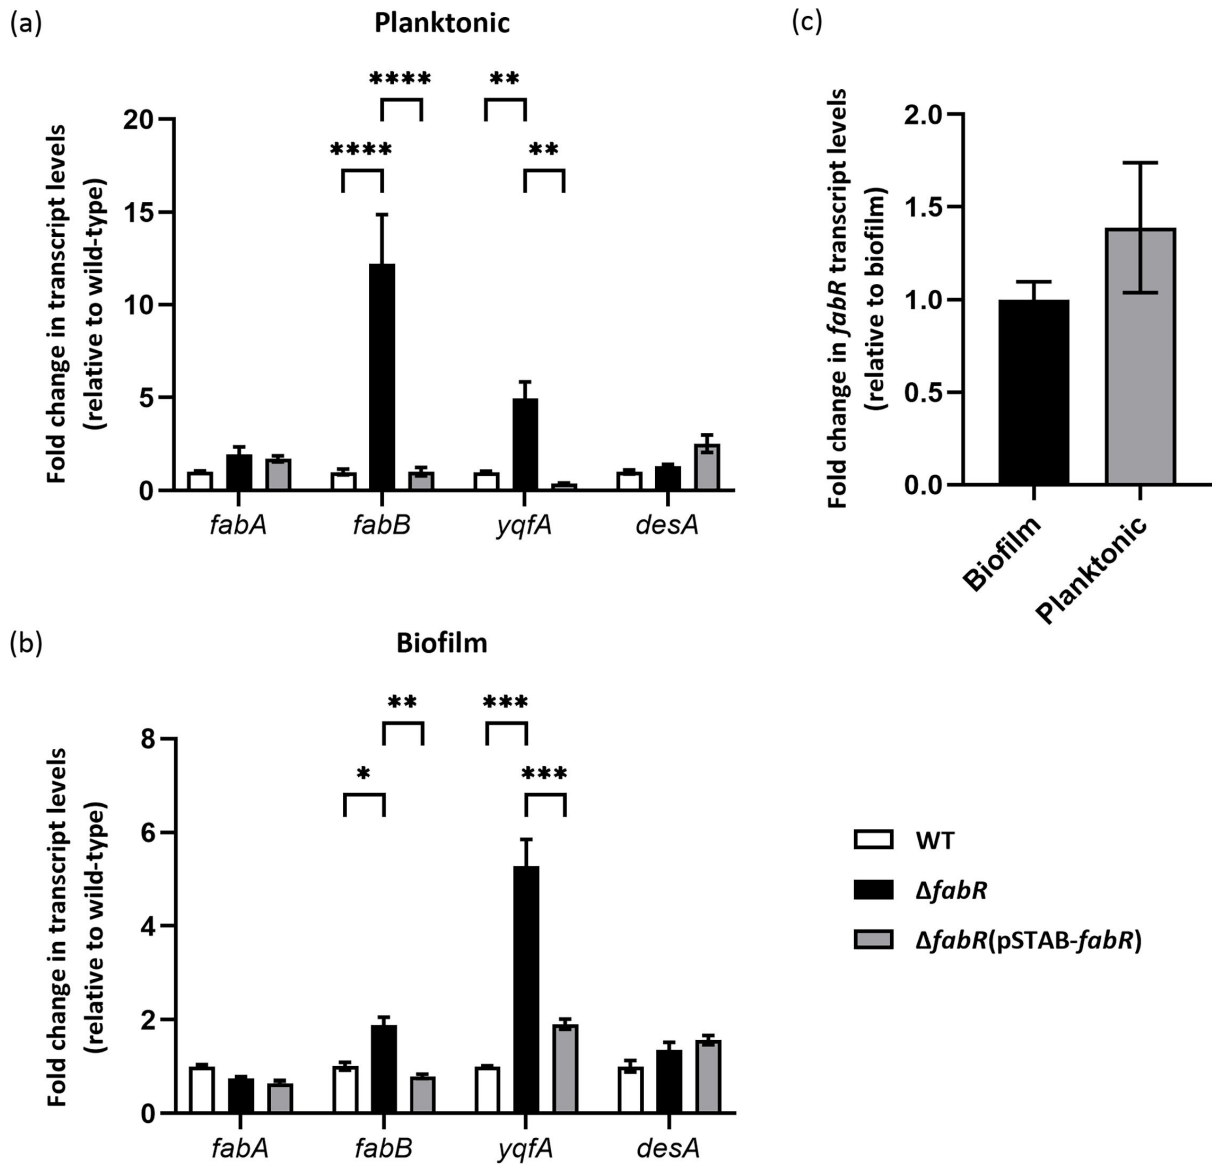 (a)
Planktonic
Fold change in transcript levels
(relative to wild-type)
20
15
10
5
0
****
****
**
**
fabA
fabB
yqfA
desA
(c)
Fold change in fabR transcript levels
(relative to biofilm)
2.0
1.5
1.0
0.5
0.0
Biofilm
Planktonic
(b)
Biofilm
Fold change in transcript levels
(relative to wild-type)
8
6
4
2
0
**
*
***
***
fabA
fabB
yqfA
desA
WT
ΔfabR
ΔfabR(pSTAB-fabR)